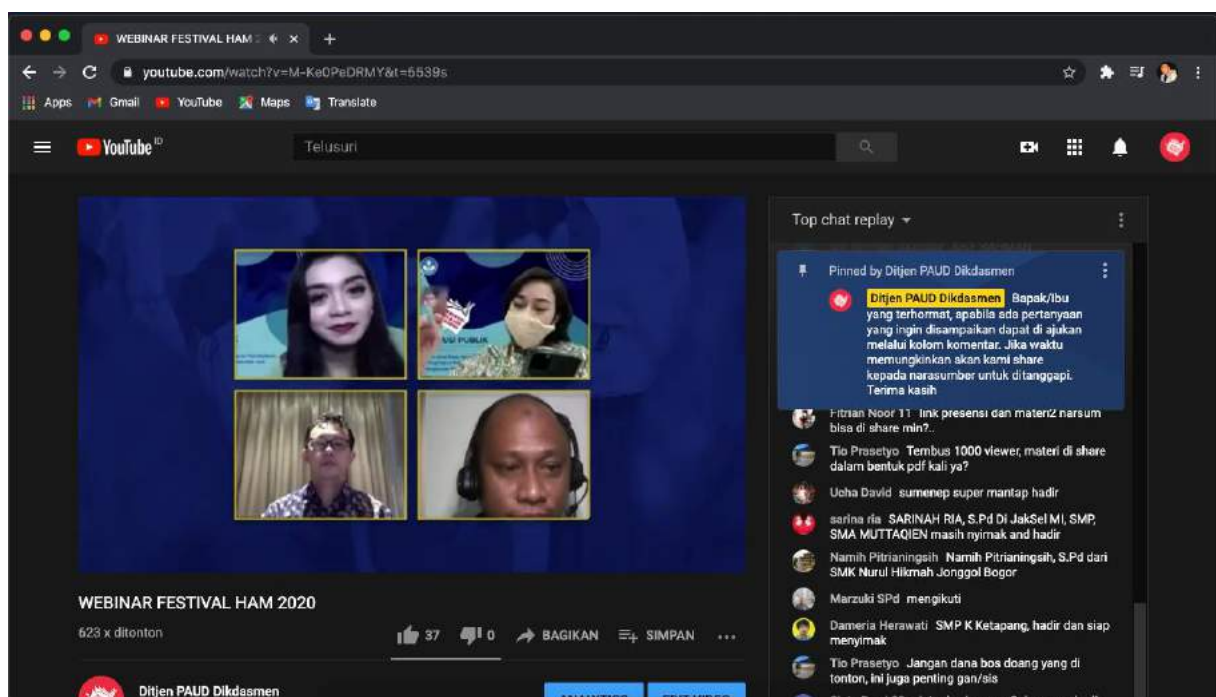 WEBINAR FESTIVAL HAM 2
youtube.com/watch?v=M-Ke0PeDRMY&t=5539s
Apps Gmail YouTube Maps Translate
YouTube ID
Telusuri
Top chat replay
Pinned by Ditjen PAUD Dikdasmen
Ditjen PAUD Dikdasmen Bapak/Ibu
yang terhormat, apabila ada pertanyaan
yang ingin disampaikan dapat di ajukan
melalui kolom komentar. Jika waktu
memungkinkan akan kami share
kepada narasumber untuk ditanggapi.
Terima kasih
Fitrian Noor 11 link presensi dan materi2 narsum
bisa di share min?..
Tio Prasetyo Tembus 1000 viewer, materi di share
dalam bentuk pdf kali ya?
Ucha David sumenep super mantap hadir
sarina ria SARINAH RIA, S.Pd Di JakSel MI, SMP,
SMA MUTTAQIEN masih nyimak and hadir
Namih Pitrianingsih Namih Pitrianingsih, S.Pd dari
SMK Nurul Hikmah Jonggol Bogor
Marzuki SPd mengikuti
Dameria Herawati SMP K Ketapang, hadir dan siap
menyimak
Tio Prasetyo Jangan dana bos doang yang di
tonton, ini juga penting gan/sis
USI PUBLIK
WEBINAR FESTIVAL HAM 2020
623 x ditonton
37 0 BAGIKAN SIMPAN
Ditjen PAUD Dikdasmen